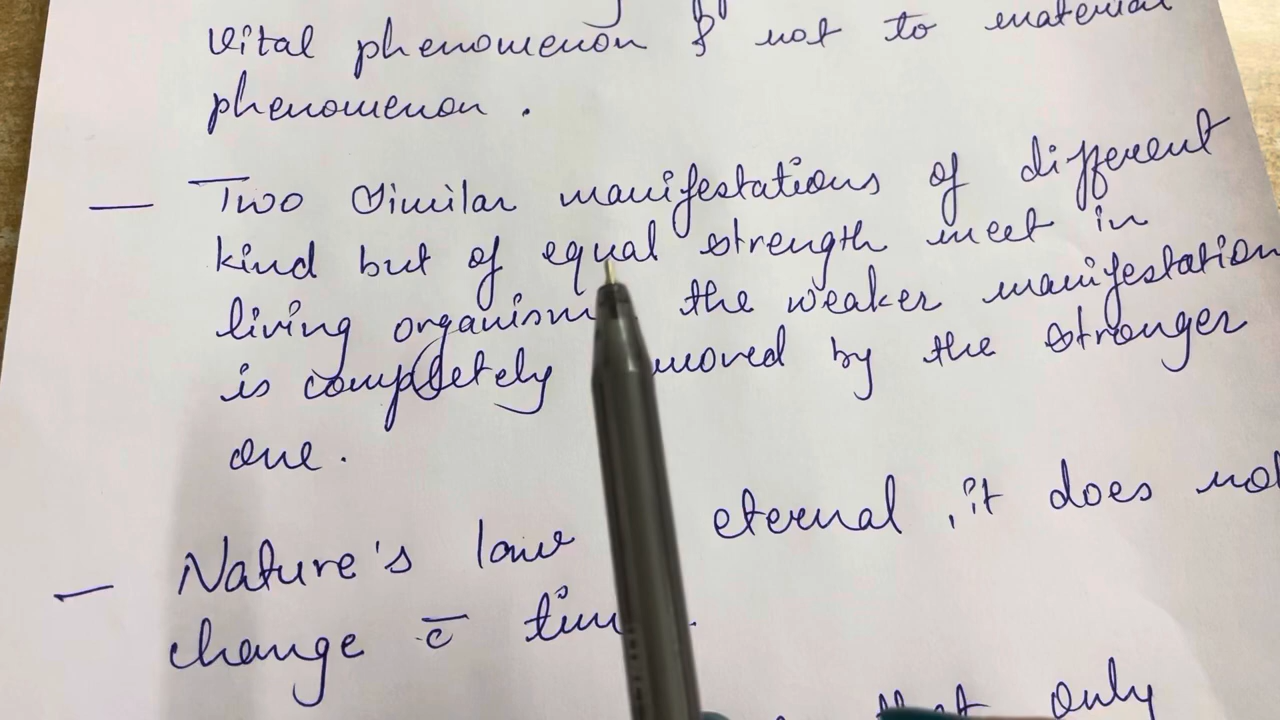 vital phenomenon & not to material
phenomenon.
— Two similar manifestations of different
kind but of equal strength meet in
living organism the weaker manifestation
is completely moved by the stronger
one.
— Nature's law eternal, it does not
change c̄ tim.
that only